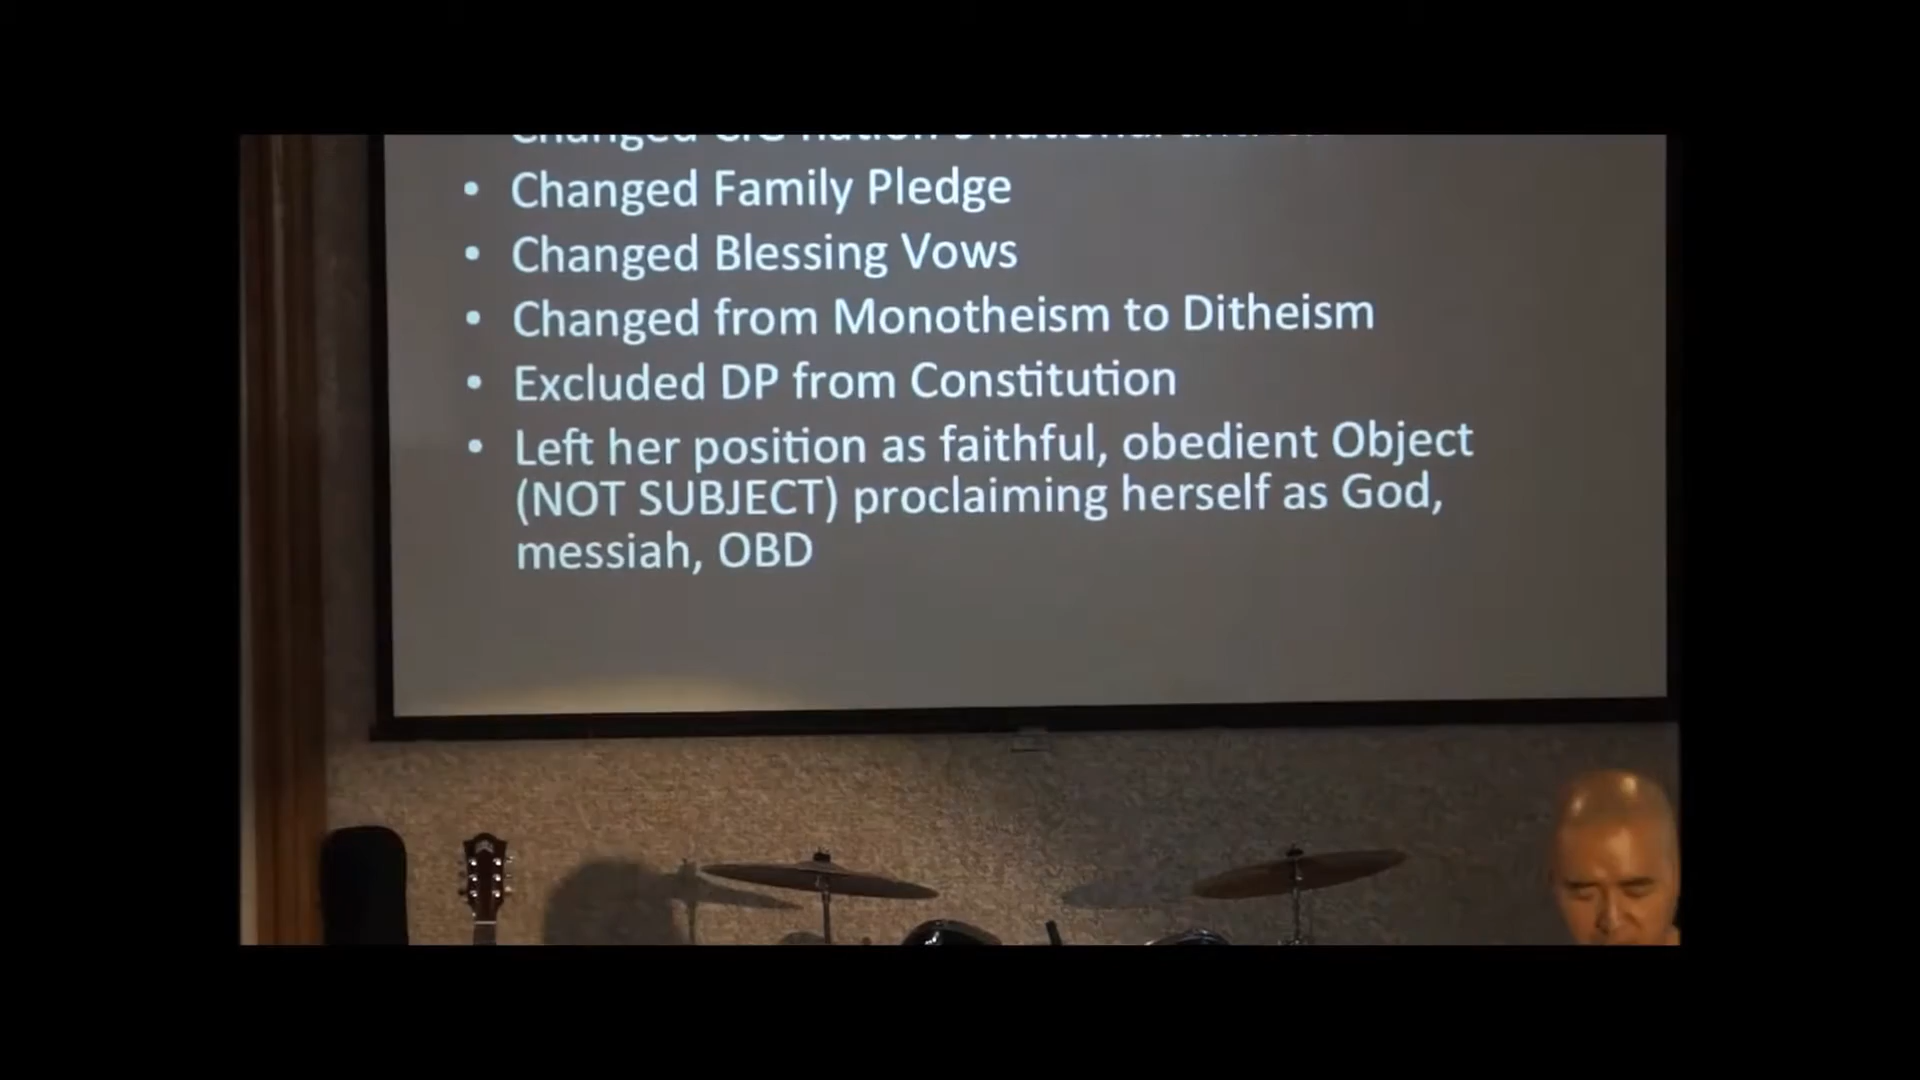 Changed
• Changed Family Pledge
• Changed Blessing Vows
• Changed from Monotheism to Ditheism
• Excluded DP from Constitution
• Left her position as faithful, obedient Object
(NOT SUBJECT) proclaiming herself as God,
messiah, OBD